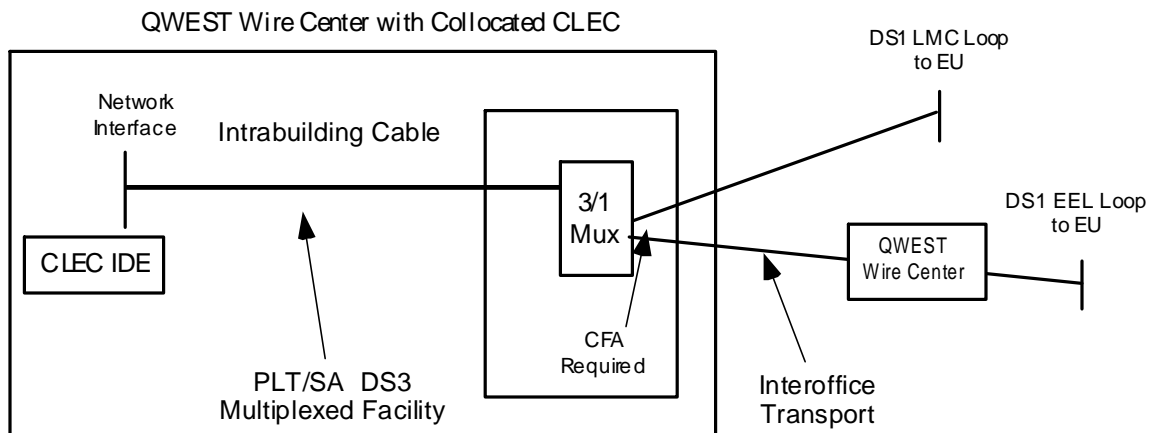 QWEST Wire Center with Collocated CLEC
DS1 LMC Loop
to EU
Network
Interface
Intrabuilding Cable
3/1
Mux
DS1 EEL Loop
to EU
CLEC IDE
QWEST
Wire Center
CFA
Required
PLT/SA DS3
Multiplexed Facility
Interoffice
Transport